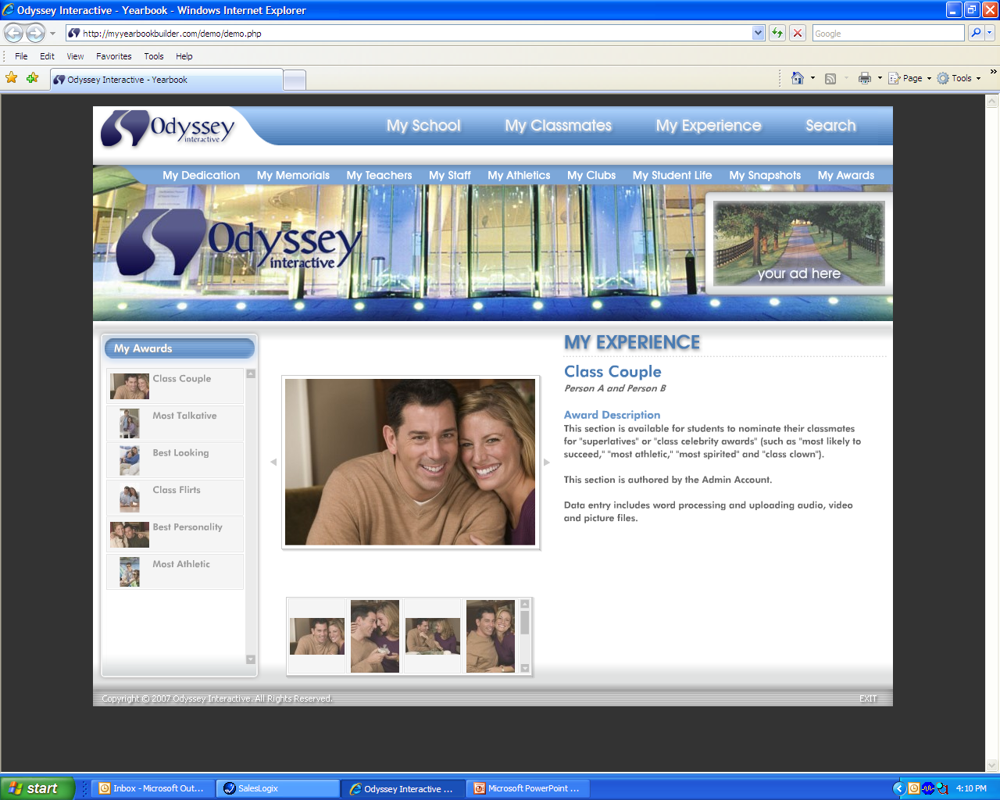 Odyssey Interactive - Yearbook - Windows Internet Explorer
http://myyearbookbuilder.com/demo/demo.php
Google
File Edit View Favorites Tools Help
Odyssey Interactive - Yearbook
Page Tools
Odyssey interactive
My School My Classmates My Experience Search
My Dedication My Memorials My Teachers My Staff My Athletics My Clubs My Student Life My Snapshots My Awards
Odyssey
interactive
your ad here
My Awards
Class Couple
Most Talkative
Best Looking
Class Flirts
Best Personality
Most Athletic
MY EXPERIENCE
Class Couple
Person A and Person B
Award Description
This section is available for students to nominate their classmates
for "superlatives" or "class celebrity awards" (such as "most likely to
succeed," "most athletic," "most spirited" and "class clown").
This section is authored by the Admin Account.
Data entry includes word processing and uploading audio, video
and picture files.
Copyright © 2007 Odyssey Interactive. All Rights Reserved.
EXIT
start Inbox - Microsoft Out... SalesLogix Odyssey Interactive ... Microsoft PowerPoint ... 4:10 PM